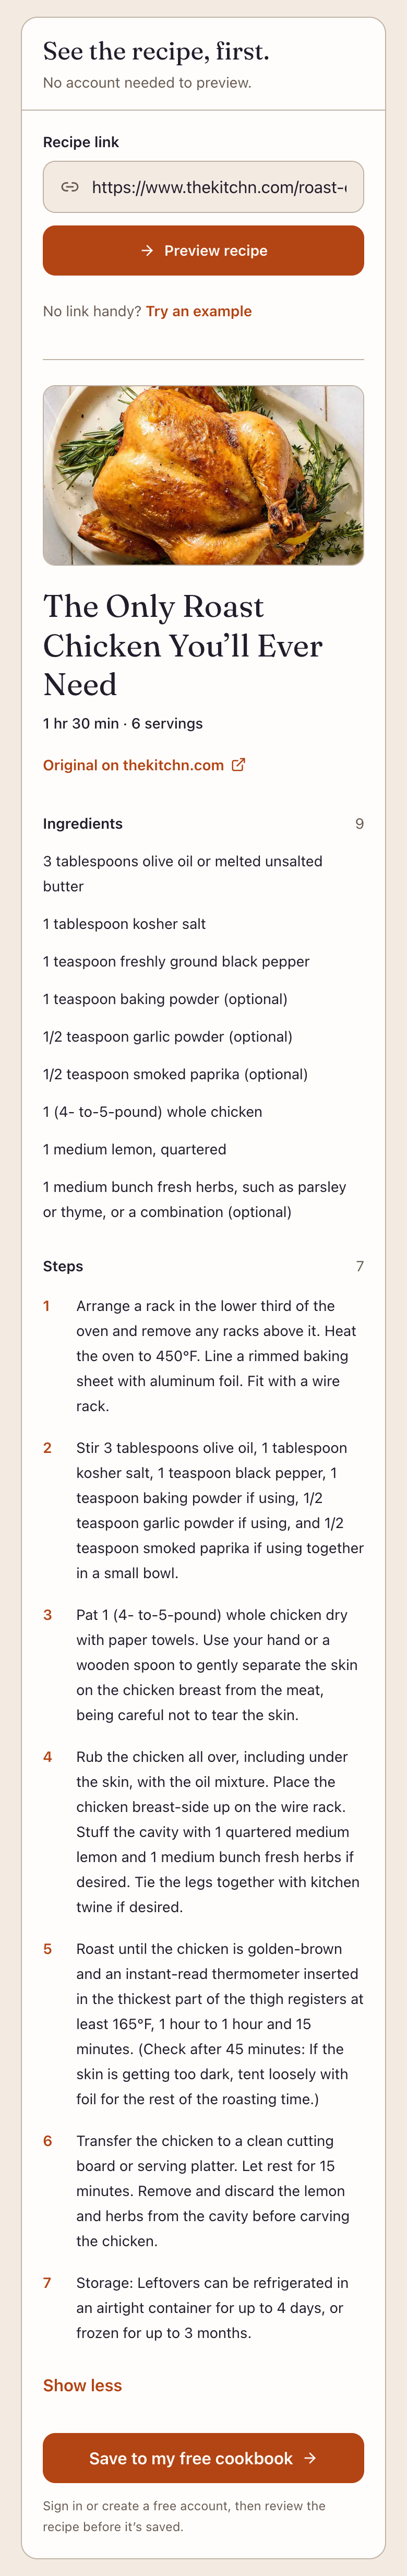 See the recipe, first.
No account needed to preview.
Recipe link
https://www.thekitchn.com/roast-
Preview recipe
No link handy? Try an example
The Only Roast
Chicken You’ll Ever
Need
1 hr 30 min · 6 servings
Original on thekitchn.com
Ingredients 9
3 tablespoons olive oil or melted unsalted
butter
1 tablespoon kosher salt
1 teaspoon freshly ground black pepper
1 teaspoon baking powder (optional)
1/2 teaspoon garlic powder (optional)
1/2 teaspoon smoked paprika (optional)
1 (4- to-5-pound) whole chicken
1 medium lemon, quartered
1 medium bunch fresh herbs, such as parsley
or thyme, or a combination (optional)
Steps 7
1 Arrange a rack in the lower third of the
oven and remove any racks above it. Heat
the oven to 450°F. Line a rimmed baking
sheet with aluminum foil. Fit with a wire
rack.
2 Stir 3 tablespoons olive oil, 1 tablespoon
kosher salt, 1 teaspoon black pepper, 1
teaspoon baking powder if using, 1/2
teaspoon garlic powder if using, and 1/2
teaspoon smoked paprika if using together
in a small bowl.
3 Pat 1 (4- to-5-pound) whole chicken dry
with paper towels. Use your hand or a
wooden spoon to gently separate the skin
on the chicken breast from the meat,
being careful not to tear the skin.
4 Rub the chicken all over, including under
the skin, with the oil mixture. Place the
chicken breast-side up on the wire rack.
Stuff the cavity with 1 quartered medium
lemon and 1 medium bunch fresh herbs if
desired. Tie the legs together with kitchen
twine if desired.
5 Roast until the chicken is golden-brown
and an instant-read thermometer inserted
in the thickest part of the thigh registers at
least 165°F, 1 hour to 1 hour and 15
minutes. (Check after 45 minutes: If the
skin is getting too dark, tent loosely with
foil for the rest of the roasting time.)
6 Transfer the chicken to a clean cutting
board or serving platter. Let rest for 15
minutes. Remove and discard the lemon
and herbs from the cavity before carving
the chicken.
7 Storage: Leftovers can be refrigerated in
an airtight container for up to 4 days, or
frozen for up to 3 months.
Show less
Save to my free cookbook
Sign in or create a free account, then review the
recipe before it’s saved.